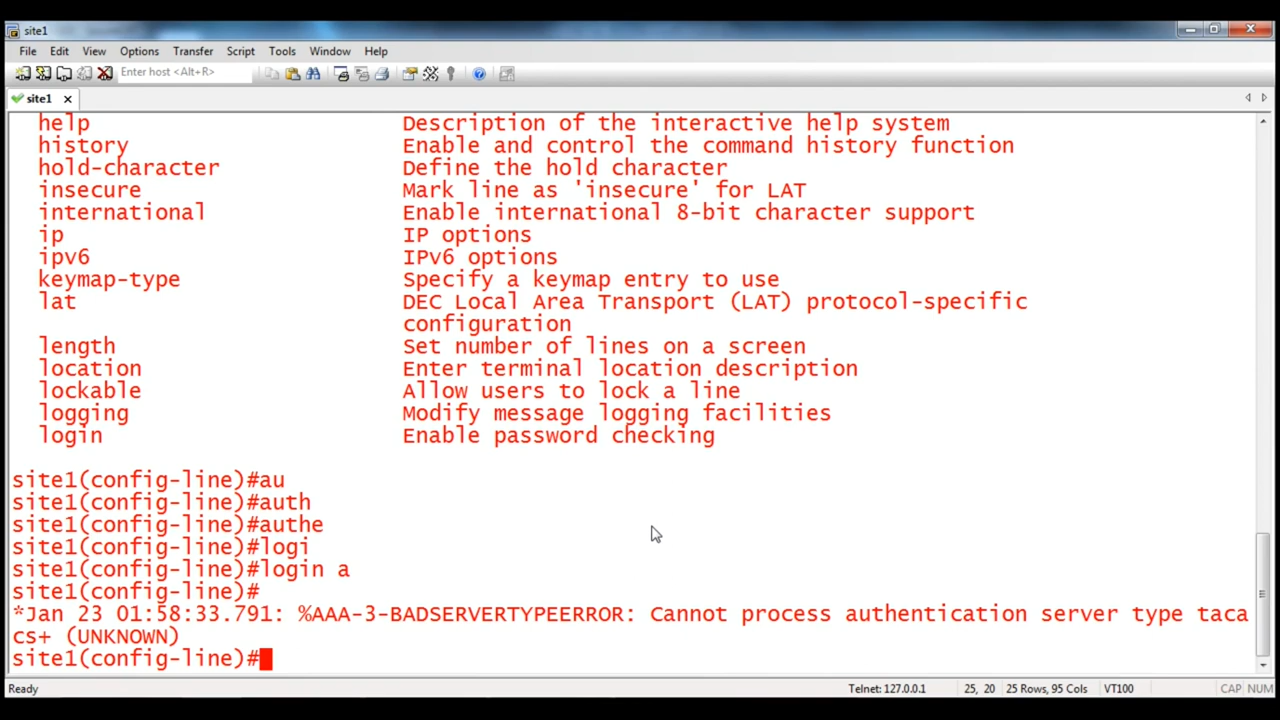 site1
File Edit View Options Transfer Script Tools Window Help
Enter host <Alt+R>
site1
help Description of the interactive help system
history Enable and control the command history function
hold-character Define the hold character
insecure Mark line as 'insecure' for LAT
international Enable international 8-bit character support
ip IP options
ipv6 IPv6 options
keymap-type Specify a keymap entry to use
lat DEC Local Area Transport (LAT) protocol-specific
configuration
length Set number of lines on a screen
location Enter terminal location description
lockable Allow users to lock a line
logging Modify message logging facilities
login Enable password checking
site1(config-line)#au
site1(config-line)#auth
site1(config-line)#authe
site1(config-line)#logi
site1(config-line)#login a
site1(config-line)#
*Jan 23 01:58:33.791: %AAA-3-BADSERVERTYPEERROR: Cannot process authentication server type taca
cs+ (UNKNOWN)
site1(config-line)#
Ready Telnet: 127.0.0.1 25, 20 25 Rows, 95 Cols VT100 CAP NUM